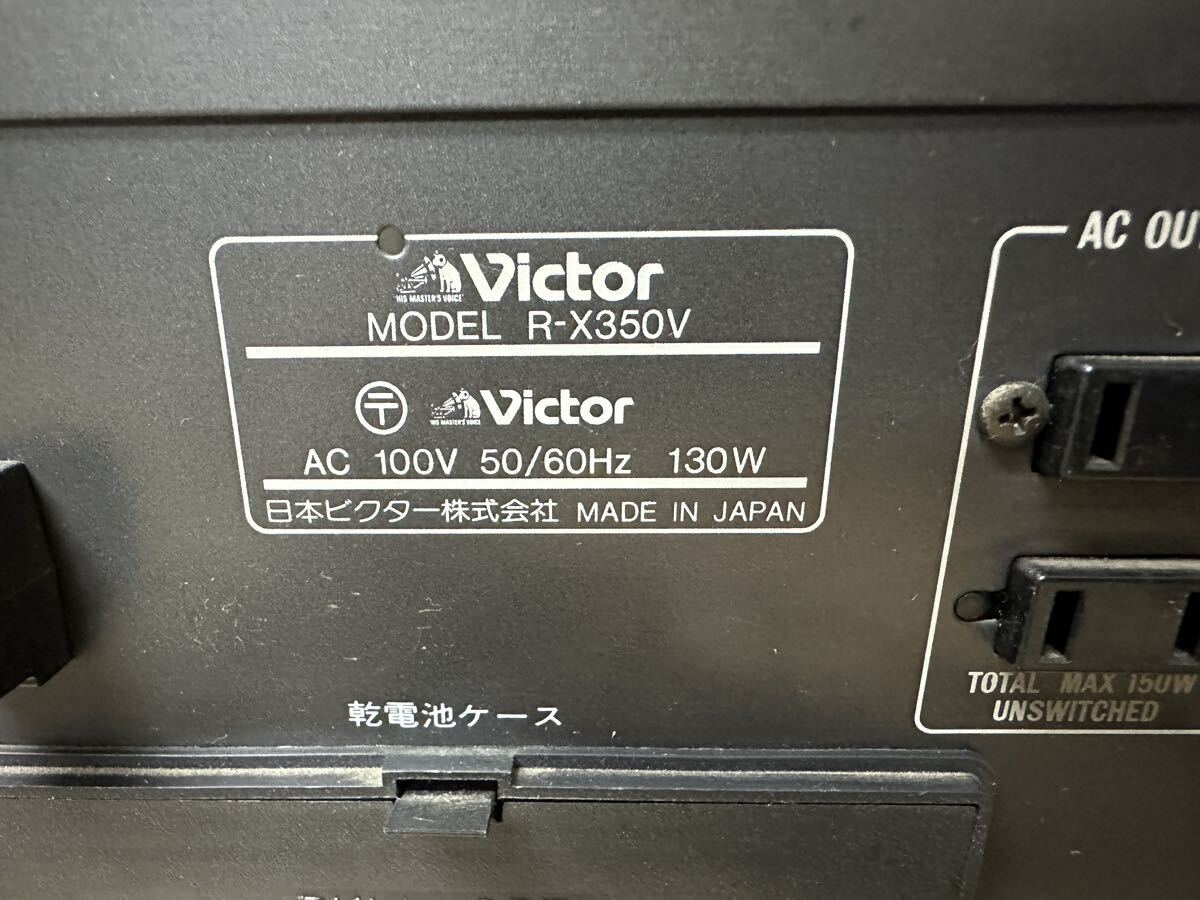 Victor
HIS MASTER'S VOICE
MODEL R-X350V
Victor
HIS MASTER'S VOICE
AC 100V 50/60Hz 130W
日本ビクター株式会社 MADE IN JAPAN
AC
TOTAL MAX 150W
UNSWITCHED
乾電池ケース